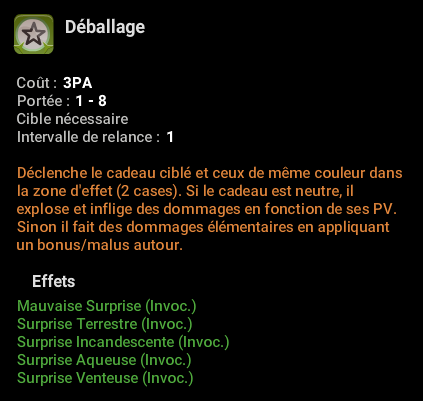 Déballage
Coût : 3PA
Portée : 1 - 8
Cible nécessaire
Intervalle de relance : 1
Déclenche le cadeau ciblé et ceux de même couleur dans
la zone d'effet (2 cases). Si le cadeau est neutre, il
explose et inflige des dommages en fonction de ses PV.
Sinon il fait des dommages élémentaires en appliquant
un bonus/malus autour.
Effets
Mauvaise Surprise (Invoc.)
Surprise Terrestre (Invoc.)
Surprise Incandescente (Invoc.)
Surprise Aqueuse (Invoc.)
Surprise Venteuse (Invoc.)